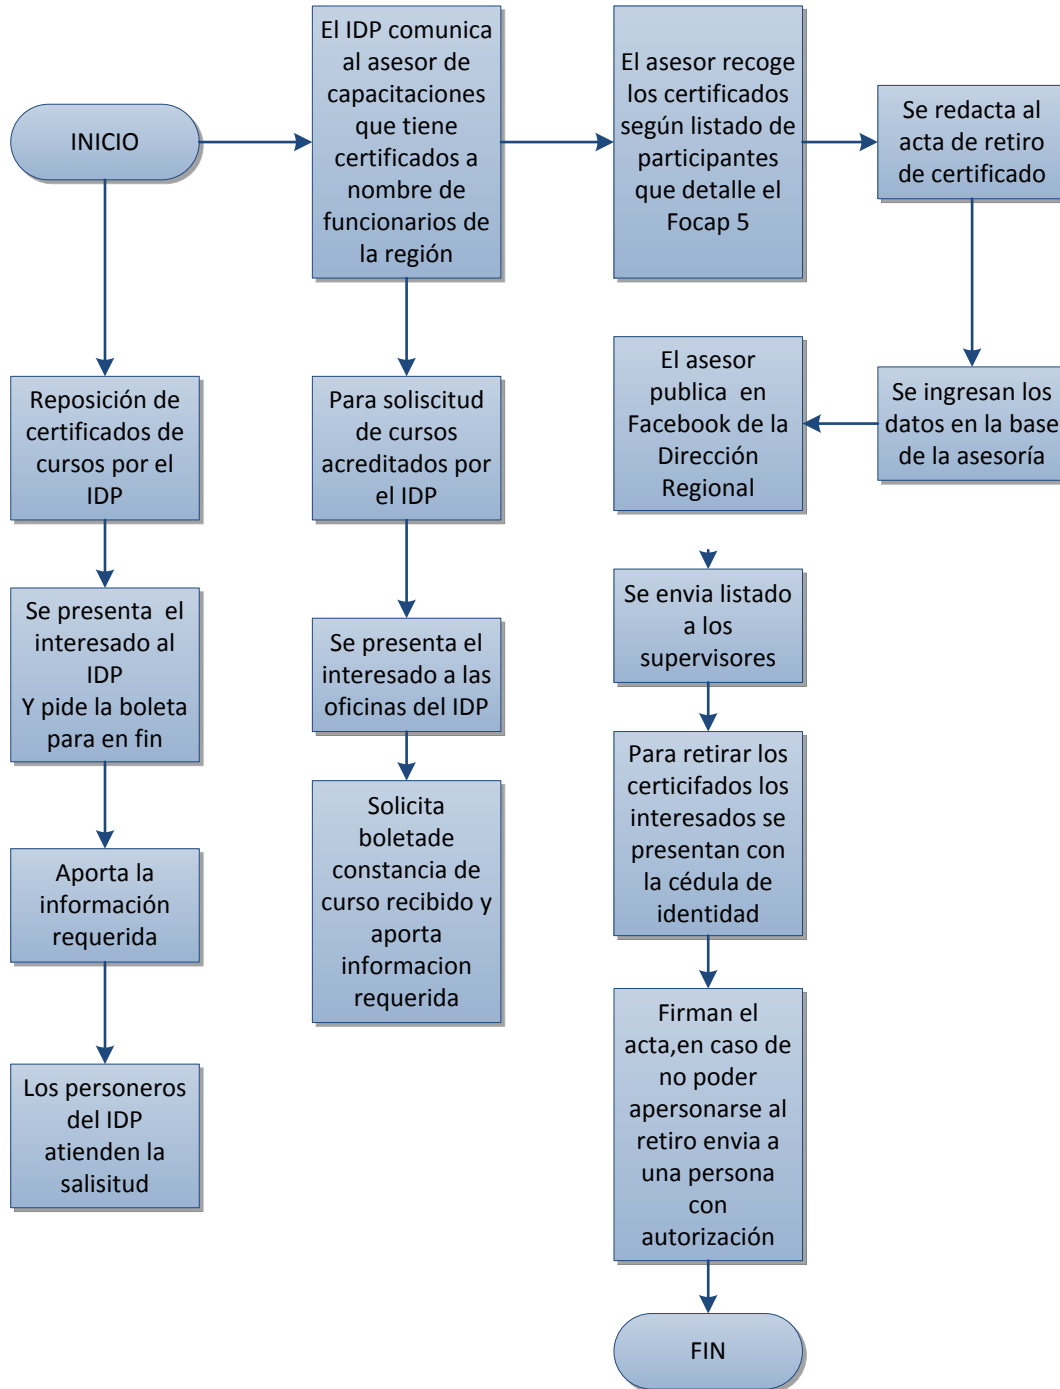 INICIO
El IDP comunica
al asesor de
capacitaciones
que tiene
certificados a
nombre de
funcionarios de
la región
El asesor recoge
los certificados
según listado de
participantes
que detalle el
Focap 5
Se redacta al
acta de retiro
de certificado
Reposición de
certificados de
cursos por el
IDP
Para soliscitud
de cursos
acreditados por
el IDP
El asesor
publica en
Facebook de la
Dirección
Regional
Se ingresan los
datos en la base
de la asesoría
Se presenta el
interesado al
IDP
Y pide la boleta
para en fin
Se presenta el
interesado a las
oficinas del IDP
Se envia listado
a los
supervisores
Aporta la
información
requerida
Solicita
boletade
constancia de
curso recibido y
aporta
informacion
requerida
Para retirar los
certicifados los
interesados se
presentan con
la cédula de
identidad
Los personeros
del IDP
atienden la
salisitud
Firman el
acta,en caso de
no poder
apersonarse al
retiro envia a
una persona
con
autorización
FIN